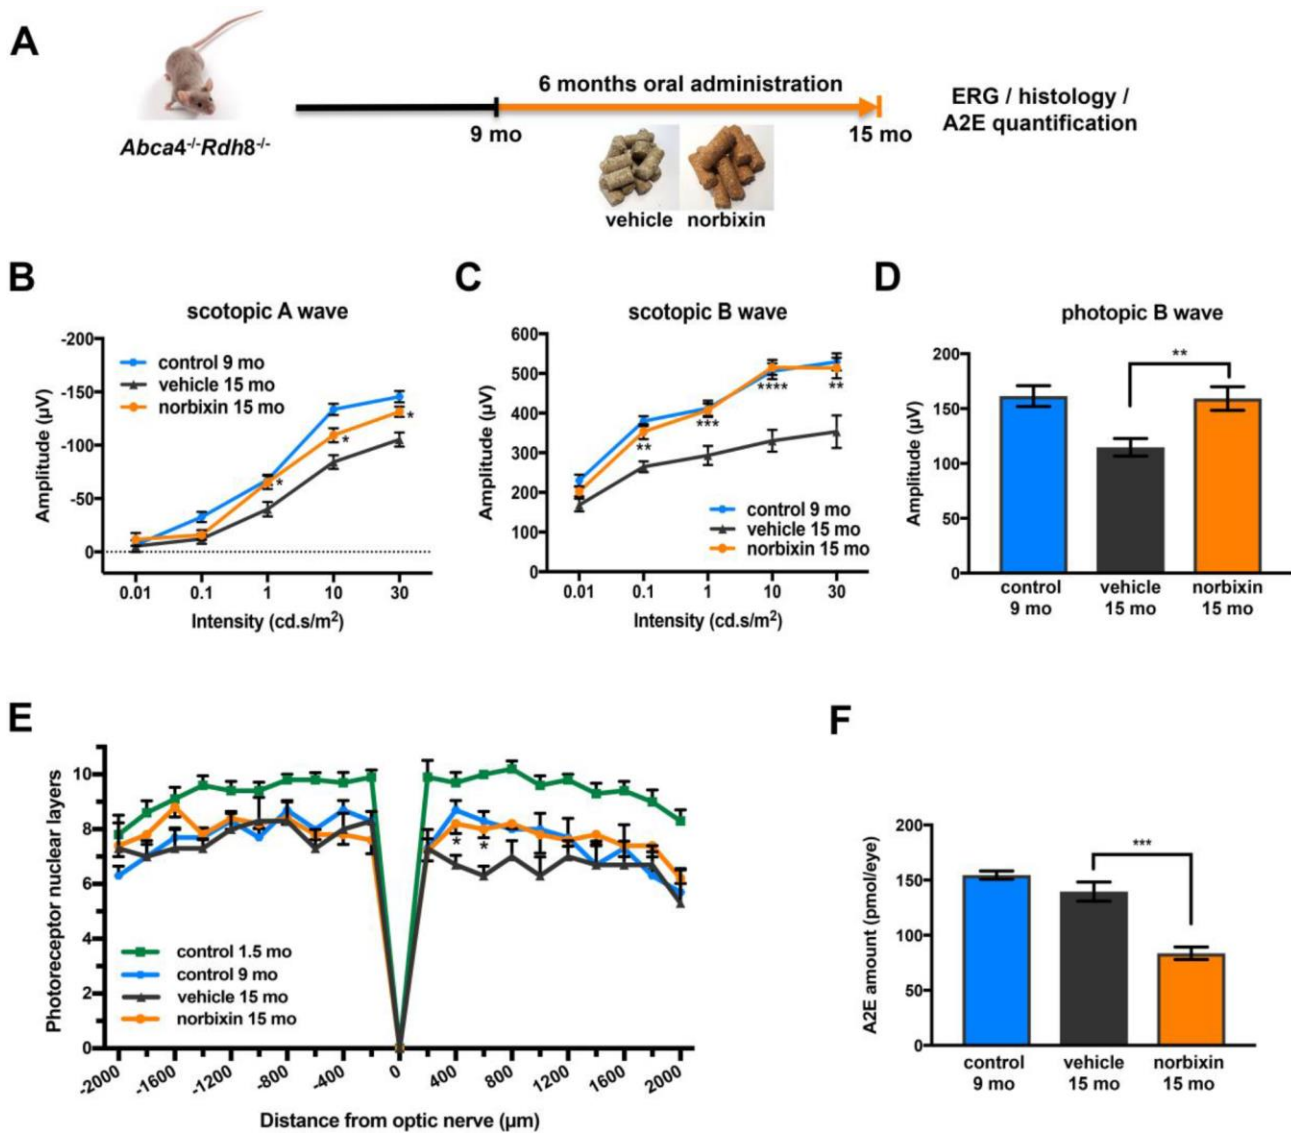 A
6 months oral administration
9 mo
15 mo
ERG / histology /
A2E quantification
Abca4-/-Rdh8-/-
vehicle
norbixin
B
scotopic A wave
Amplitude (µV)
-200
-150
-100
-50
0
control 9 mo
vehicle 15 mo
norbixin 15 mo
*
*
*
0.01
0.1
1
10
30
Intensity (cd.s/m2)
C
scotopic B wave
Amplitude (µV)
600
500
400
300
200
100
0
**
***
****
**
control 9 mo
vehicle 15 mo
norbixin 15 mo
0.01
0.1
1
10
30
Intensity (cd.s/m2)
D
photopic B wave
Amplitude (µV)
200
150
100
50
0
**
control
9 mo
vehicle
15 mo
norbixin
15 mo
E
Photoreceptor nuclear layers
10
8
6
4
2
0
*
*
control 1.5 mo
control 9 mo
vehicle 15 mo
norbixin 15 mo
-2000
-1600
-1200
-800
-400
0
400
800
1200
1600
2000
Distance from optic nerve (µm)
F
A2E amount (pmol/eye)
200
150
100
50
0
***
control
9 mo
vehicle
15 mo
norbixin
15 mo